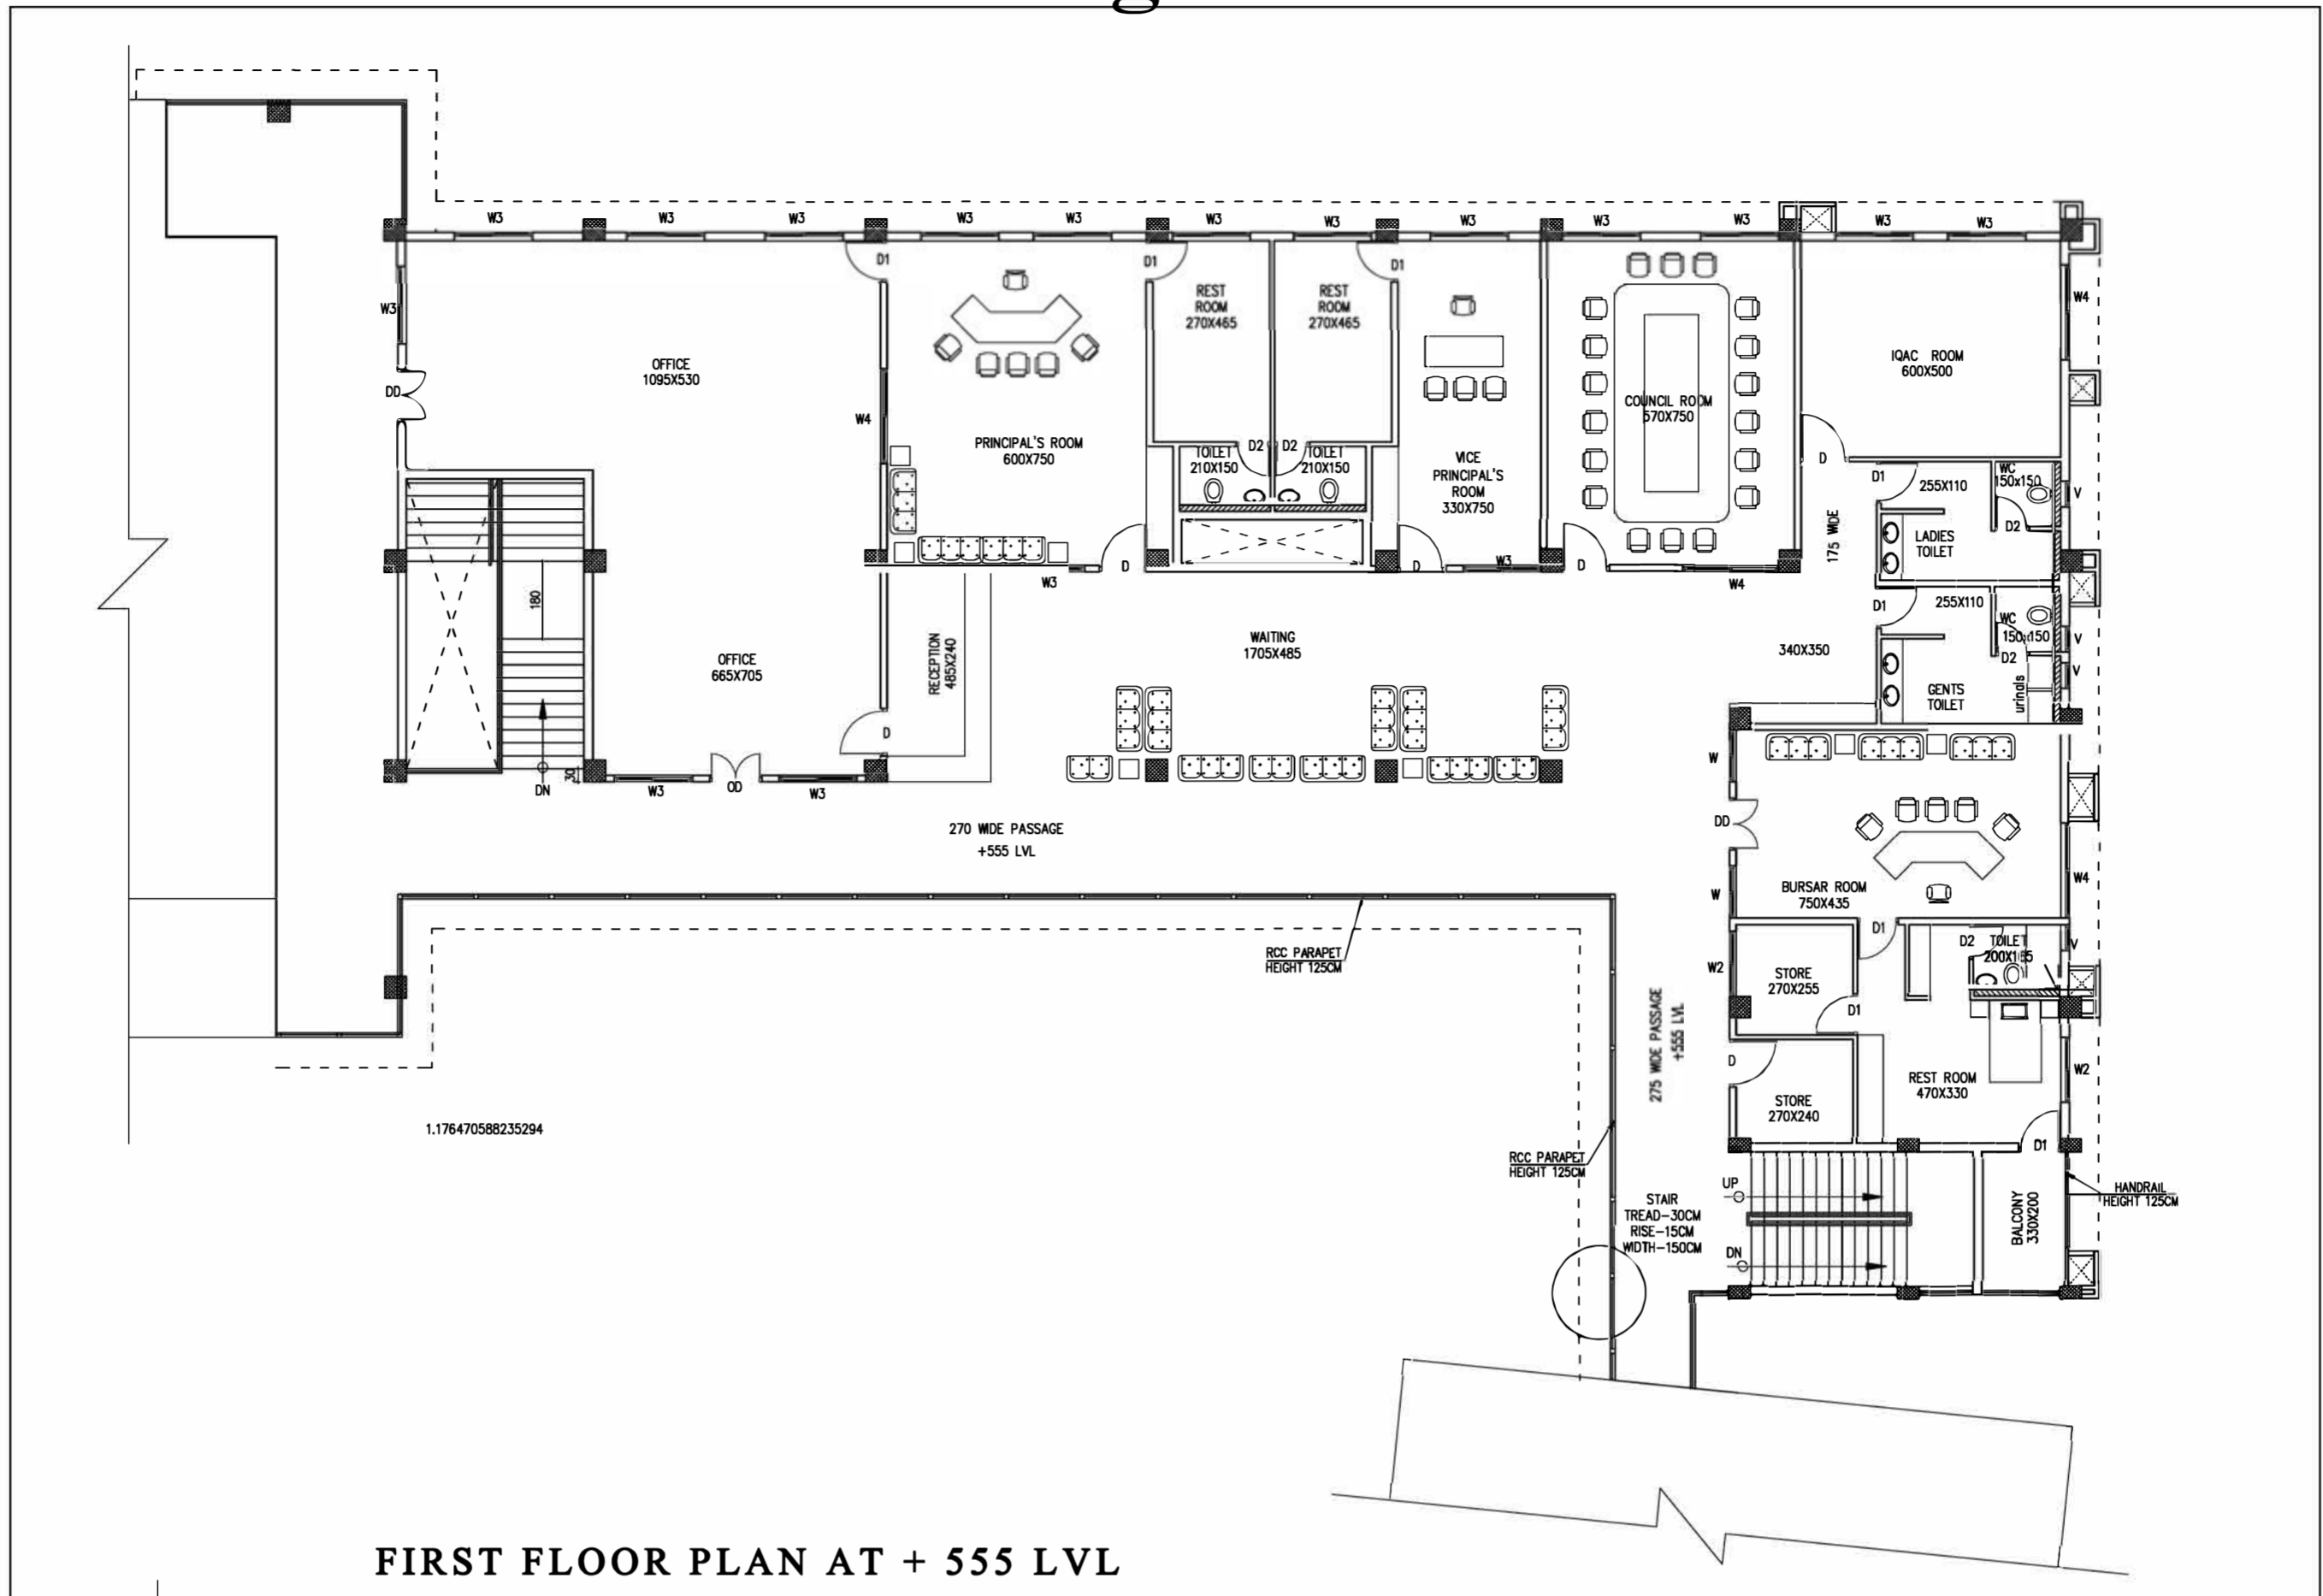 W3 W3 W3 W3 W3 W3 W3 W3 W3 W3 W3 W3
D1
D1
D1
REST
ROOM
270X465
REST
ROOM
270X465
W3
W4
OFFICE
1095X530
IQAC ROOM
600X500
DD
COUNCIL ROOM
570X750
W4
PRINCIPAL'S ROOM
600X750
D2 D2
TOILET
210X150
TOILET
210X150
VICE
PRINCIPAL'S
ROOM
330X750
D
D1
255X110
WC
150x150
V
D2
175 WIDE
LADIES
TOILET
W3
D
D
W3
D
W4
180
D1
255X110
WC
150x150
V
D2
V
RECEPTION
485X240
WAITING
1705X485
340X350
OFFICE
665X705
GENTS
TOILET
urinals
D
W
30
DN
W3
OD
W3
270 WIDE PASSAGE
+555 LVL
DD
BURSAR ROOM
750X435
W4
W
RCC PARAPET
HEIGHT 125CM
D1
D2
TOILET
V
W2
STORE
270X255
D1
275 WIDE PASSAGE
+555 LVL
D
W2
REST ROOM
470X330
STORE
270X240
1.176470588235294
RCC PARAPET
HEIGHT 125CM
D1
UP
STAIR
TREAD-30CM
RISE-15CM
WIDTH-150CM
DN
BALCONY
330X200
HANDRAIL
HEIGHT 125CM
FIRST FLOOR PLAN AT + 555 LVL